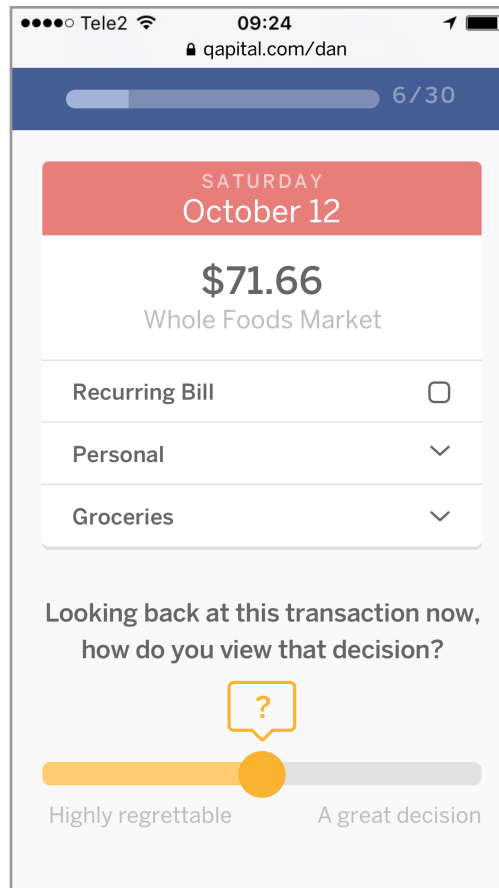 Tele2 09:24
qapital.com/dan
6/30
SATURDAY
October 12
$71.66
Whole Foods Market
Recurring Bill
Personal
Groceries
Looking back at this transaction now,
how do you view that decision?
?
Highly regrettable A great decision